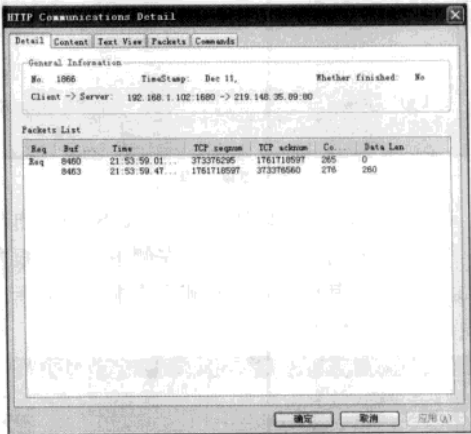 HTTP Communications Detail
Detail Content Text View Packets Commands
General Information
No. 1866 TimeStamp: Dec 11, Whether finished: No
Client -> Server: 192.168.1.102:1680 -> 219.148.35.89:80
Packets List
Req Buf ... Time TCP seqnum TCP acknum Co... Data Len
Req 8460 21:53:59.01... 373376295 1761718597 265 0
8463 21:53:59.47... 1761718597 373376560 276 260
确定 取消 应用(A)